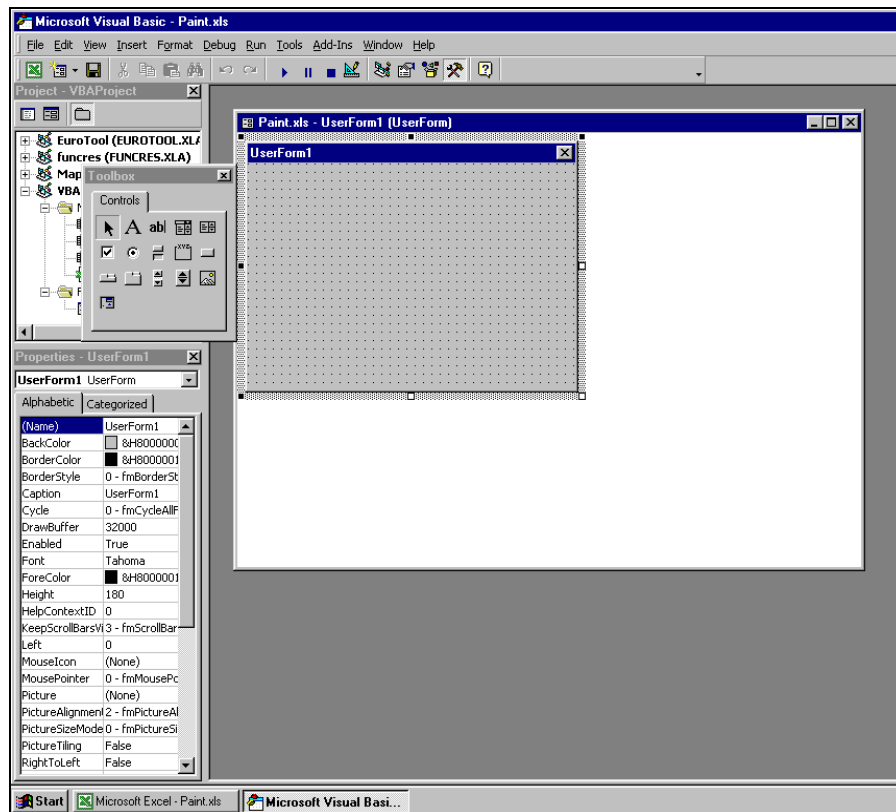 Microsoft Visual Basic - Paint.xls
File Edit View Insert Format Debug Run Tools Add-Ins Window Help
Project - VBAProject
EuroTool (EUROTOOL.XLA
funcres (FUNCRES.XLA)
Map
VBA
Toolbox
Controls
A ab|
XYZ
Paint.xls - UserForm1 (UserForm)
UserForm1
Properties - UserForm1
UserForm1 UserForm
Alphabetic Categorized
(Name) UserForm1
BackColor &H8000000
BorderColor &H8000001
BorderStyle 0 - fmBorderSt
Caption UserForm1
Cycle 0 - fmCycleAllF
DrawBuffer 32000
Enabled True
Font Tahoma
ForeColor &H8000001
Height 180
HelpContextID 0
KeepScrollBarsVi 3 - fmScrollBar
Left 0
MouseIcon (None)
MousePointer 0 - fmMousePo
Picture (None)
PictureAlignment 2 - fmPictureAl
PictureSizeMode 0 - fmPictureSi
PictureTiling False
RightToLeft False
Start Microsoft Excel - Paint.xls Microsoft Visual Basi...